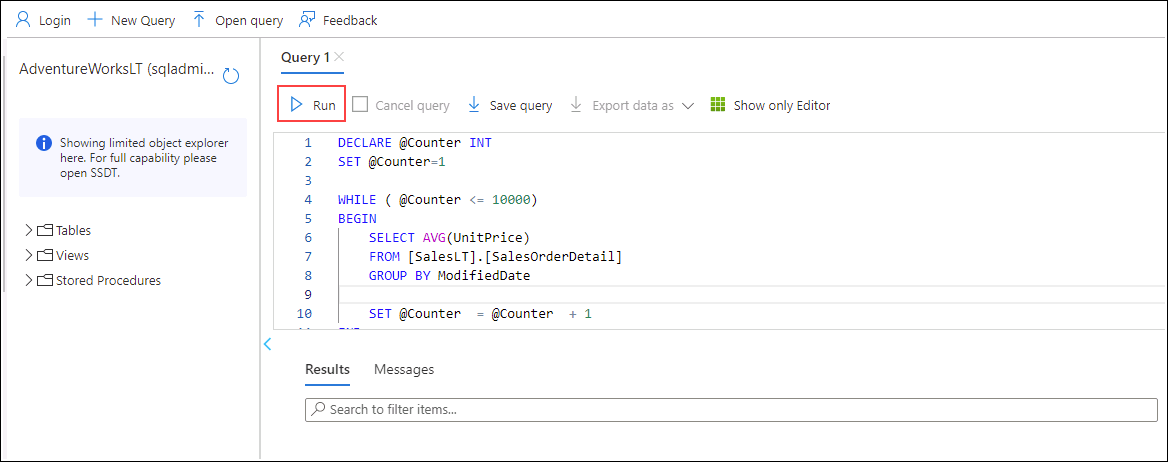 Login New Query Open query Feedback
AdventureWorksLT (sqladmi...
Showing limited object explorer
here. For full capability please
open SSDT.
Tables
Views
Stored Procedures
Query 1
Run Cancel query Save query Export data as Show only Editor
1 DECLARE @Counter INT
2 SET @Counter=1
3
4 WHILE ( @Counter <= 10000)
5 BEGIN
6 SELECT AVG(UnitPrice)
7 FROM [SalesLT].[SalesOrderDetail]
8 GROUP BY ModifiedDate
9
10 SET @Counter  = @Counter  + 1
Results Messages
Search to filter items...